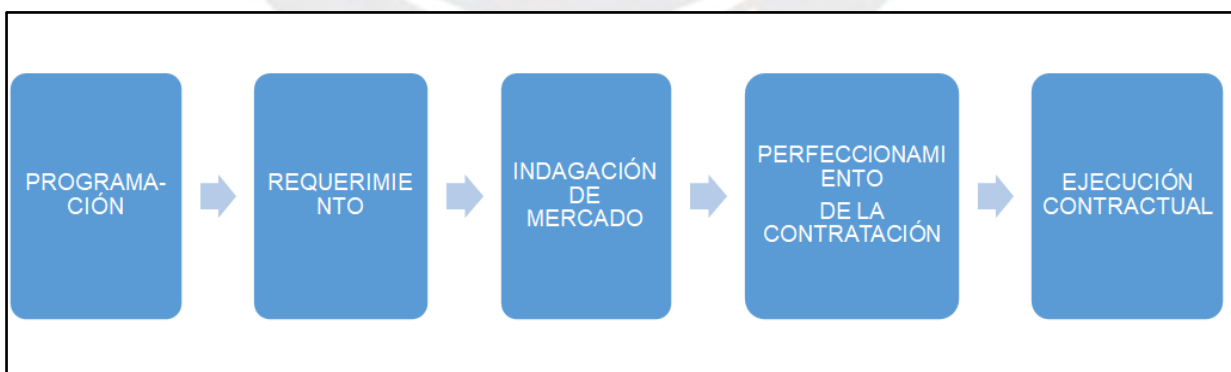 PROGRAMA-
CIÓN
REQUERIMIE
NTO
INDAGACIÓN
DE
MERCADO
PERFECCIONAMI
ENTO
DE LA
CONTRATACIÓN
EJECUCIÓN
CONTRACTUAL